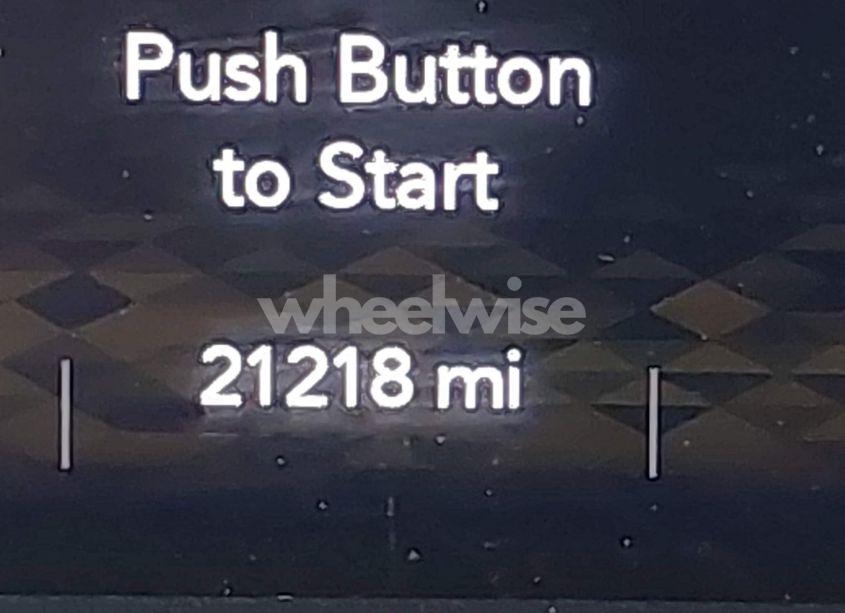 Push Button
to Start
wheelwise
21218 mi